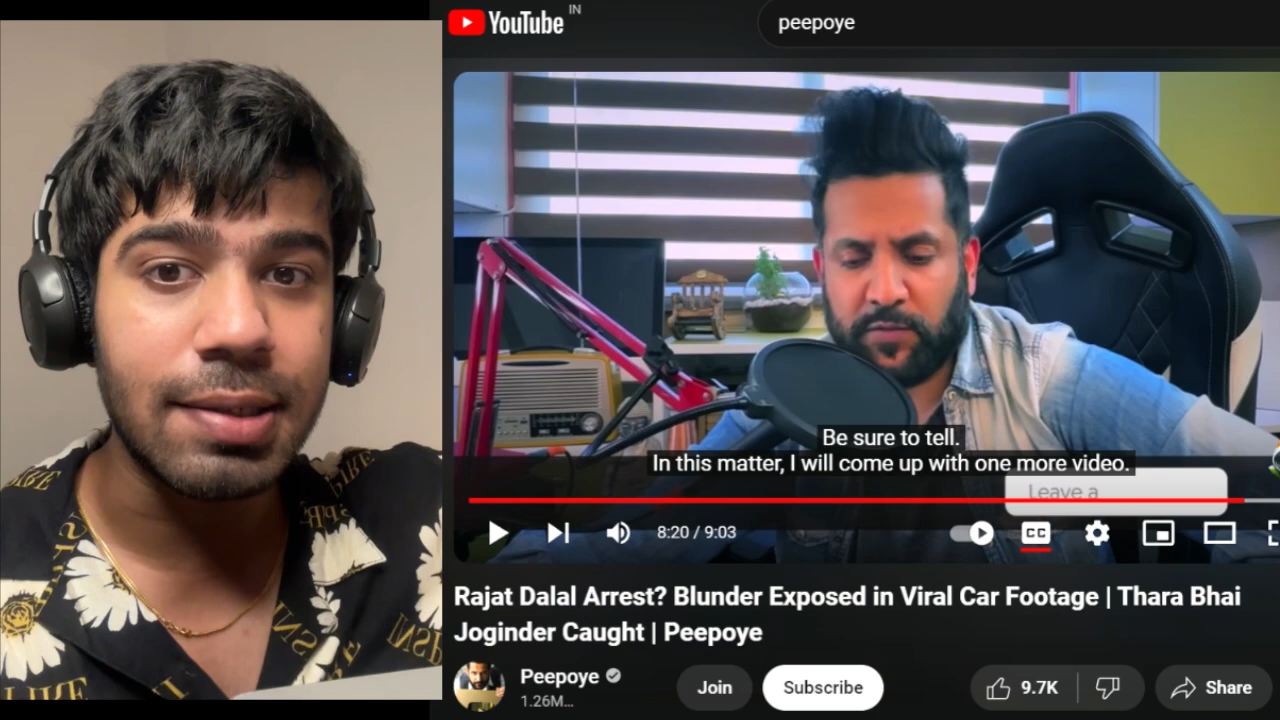 YouTube IN
peepoye
Be sure to tell.
In this matter, I will come up with one more video.
Leave a
8:20 / 9:03
CC
Rajat Dalal Arrest? Blunder Exposed in Viral Car Footage | Thara Bhai
Joginder Caught | Peepoye
Peepoye
1.26M...
Join
Subscribe
9.7K
Share